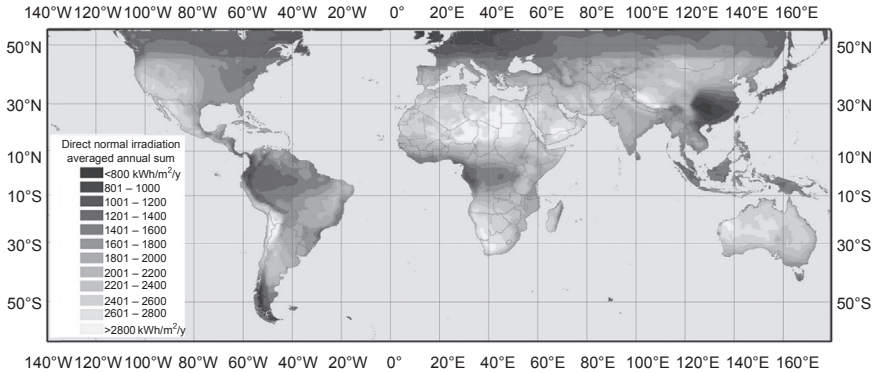 140°W 120°W 100°W 80°W 60°W 40°W 20°W 0° 20°E 40°E 60°E 80°E 100°E 120°E 140°E 160°E
50°N 50°N
30°N 30°N
Direct normal irradiation
averaged annual sum
10°N 10°N
<800 kWh/m²/y
801 – 1000
10°S 10°S
1001 – 1200
1201 – 1400
1401 – 1600
1601 – 1800
30°S 30°S
1801 – 2000
2001 – 2200
2201 – 2400
2401 – 2600
50°S 50°S
2601 – 2800
>2800 kWh/m²/y
140°W 120°W 100°W 80°W 60°W 40°W 20°W 0° 20°E 40°E 60°E 80°E 100°E 120°E 140°E 160°E